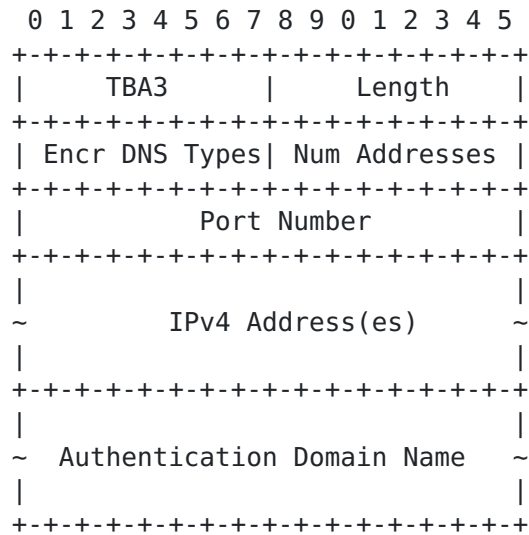 0 1 2 3 4 5 6 7 8 9 0 1 2 3 4 5
+-+-+-+-+-+-+-+-+-+-+-+-+-+-+-+-+
|      TBA3     |     Length    |
+-+-+-+-+-+-+-+-+-+-+-+-+-+-+-+-+
| Encr DNS Types| Num Addresses |
+-+-+-+-+-+-+-+-+-+-+-+-+-+-+-+-+
|          Port Number          |
+-+-+-+-+-+-+-+-+-+-+-+-+-+-+-+-+
|                               |
~         IPv4 Address(es)      ~
|                               |
+-+-+-+-+-+-+-+-+-+-+-+-+-+-+-+-+
|                               |
~  Authentication Domain Name   ~
|                               |
+-+-+-+-+-+-+-+-+-+-+-+-+-+-+-+-+